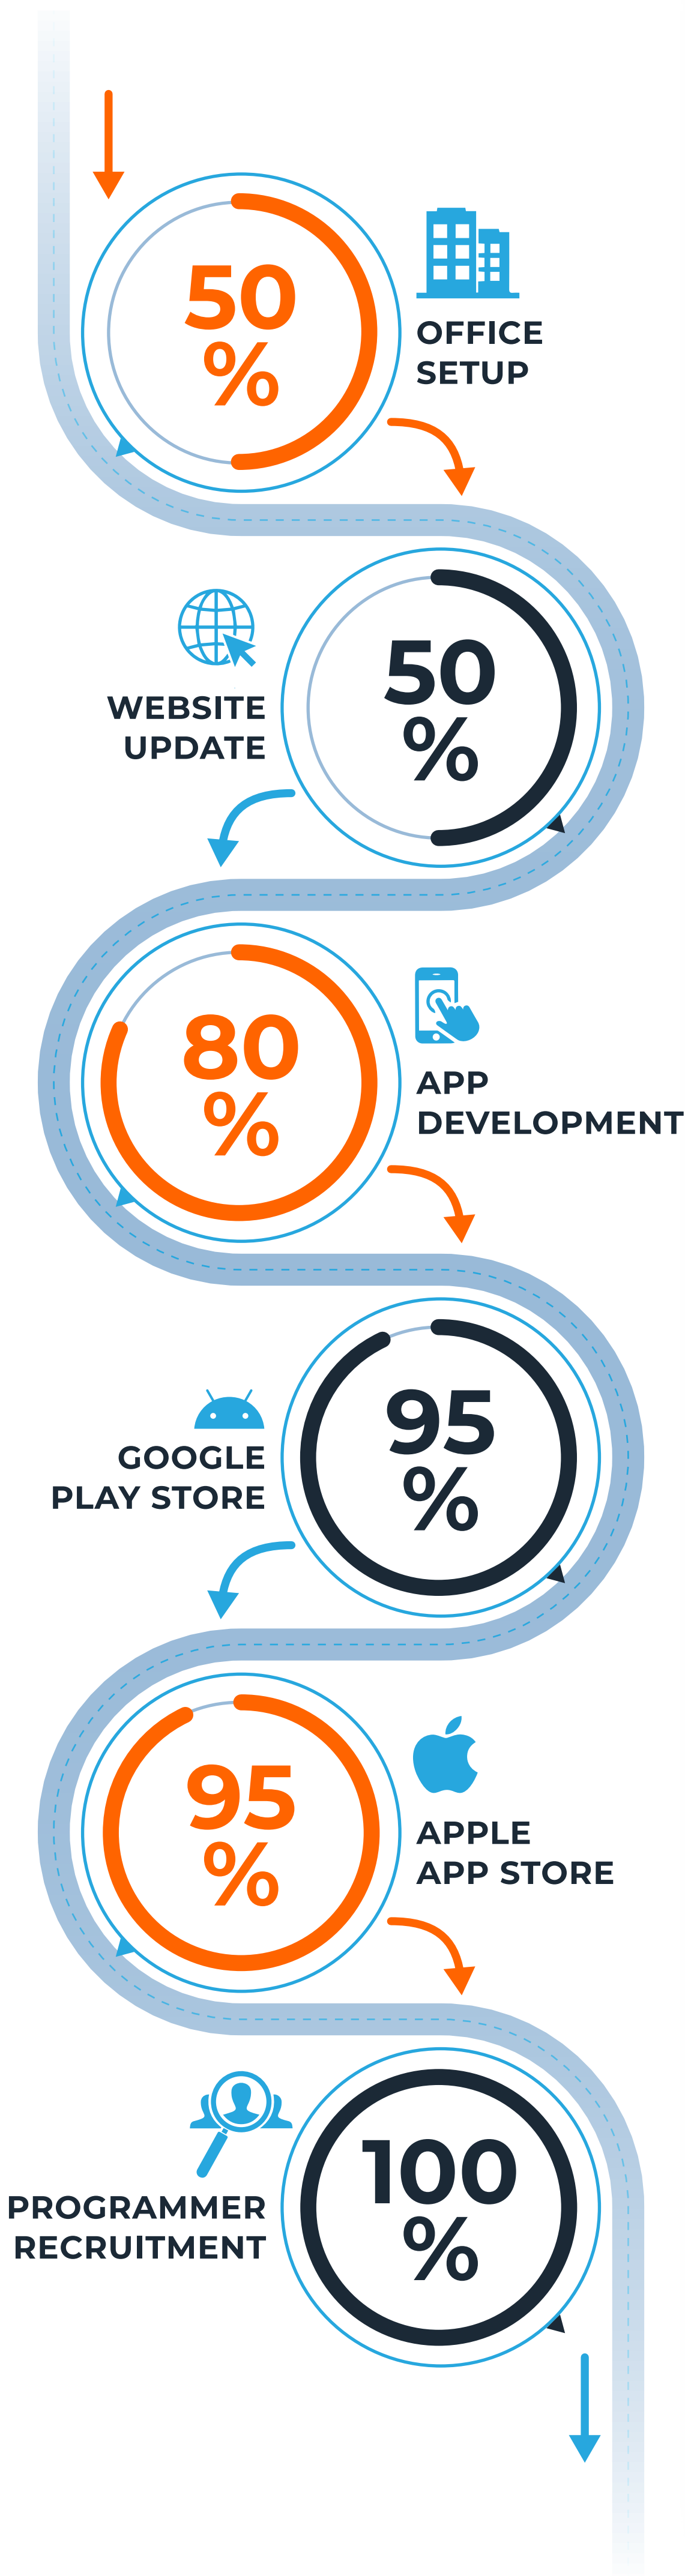 50
%
OFFICE
SETUP
WEBSITE
UPDATE
50
%
80
%
APP
DEVELOPMENT
GOOGLE
PLAY STORE
95
%
95
%
APPLE
APP STORE
PROGRAMMER
RECRUITMENT
100
%